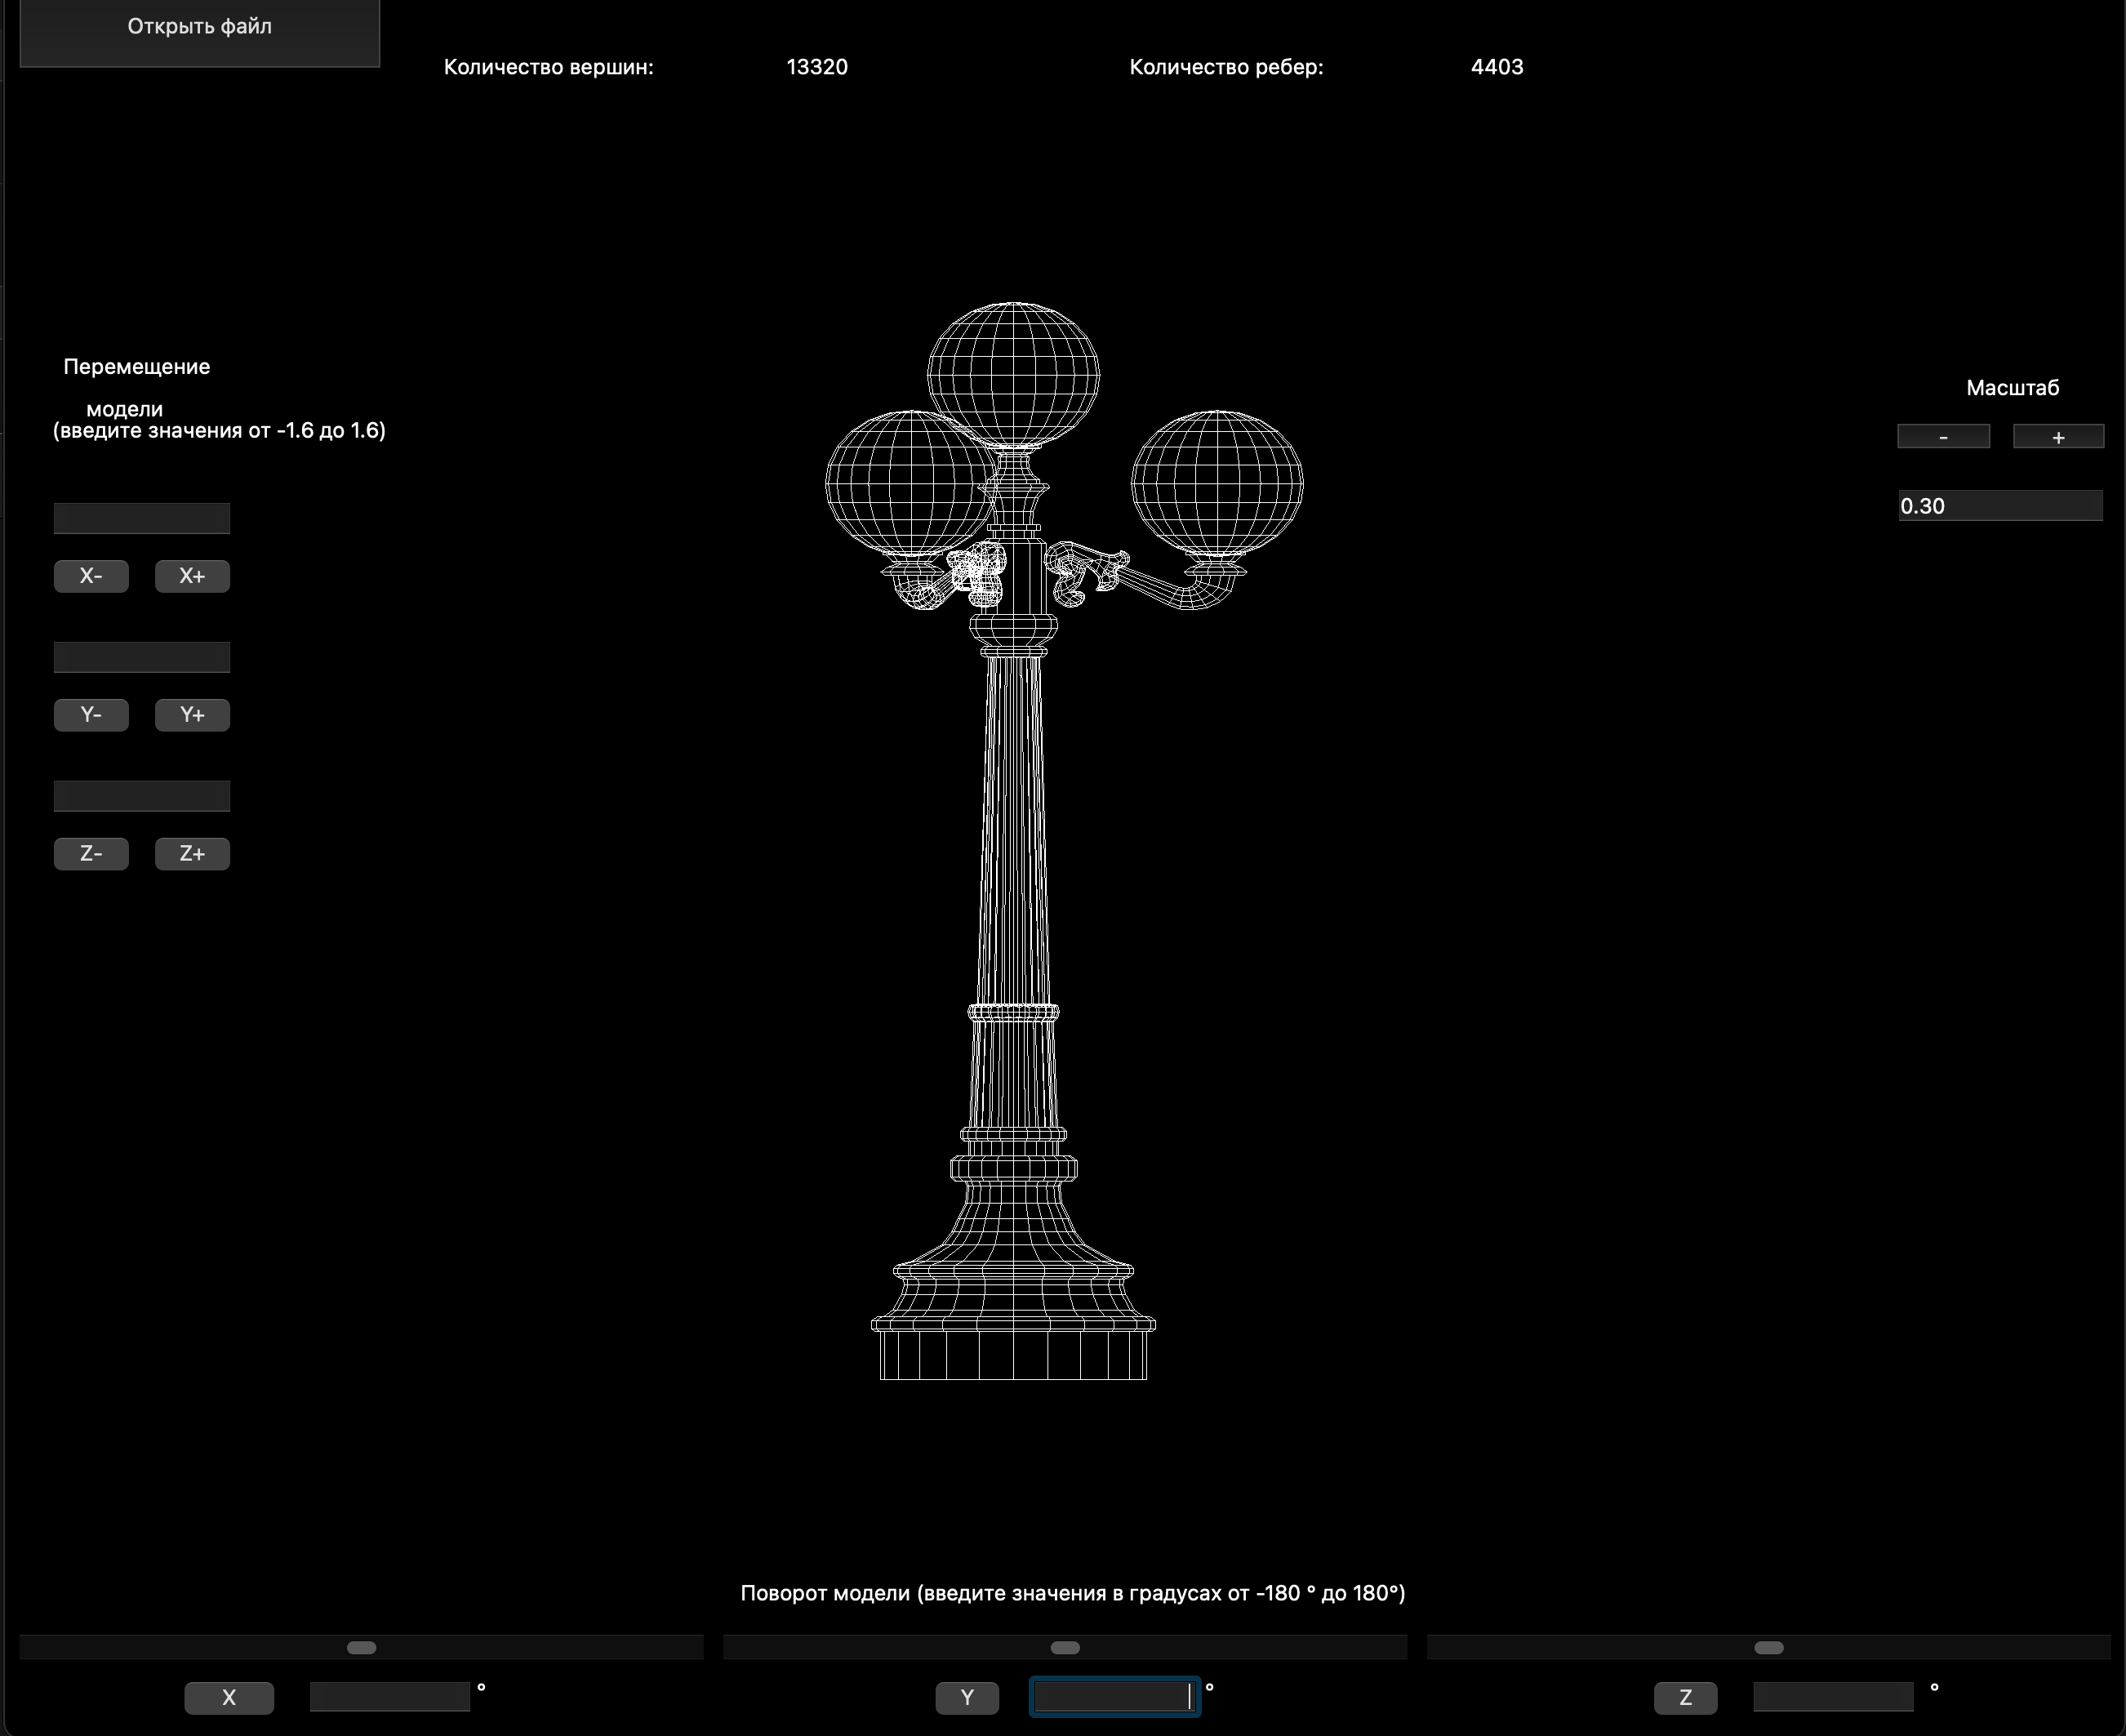 Открыть файл
Количество вершин: 13320 Количество ребер: 4403
Перемещение
модели
(введите значения от -1.6 до 1.6)
Масштаб
- +
0.30
X- X+
Y- Y+
Z- Z+
Поворот модели (введите значения в градусах от -180 ° до 180°)
X ° Y ° Z °